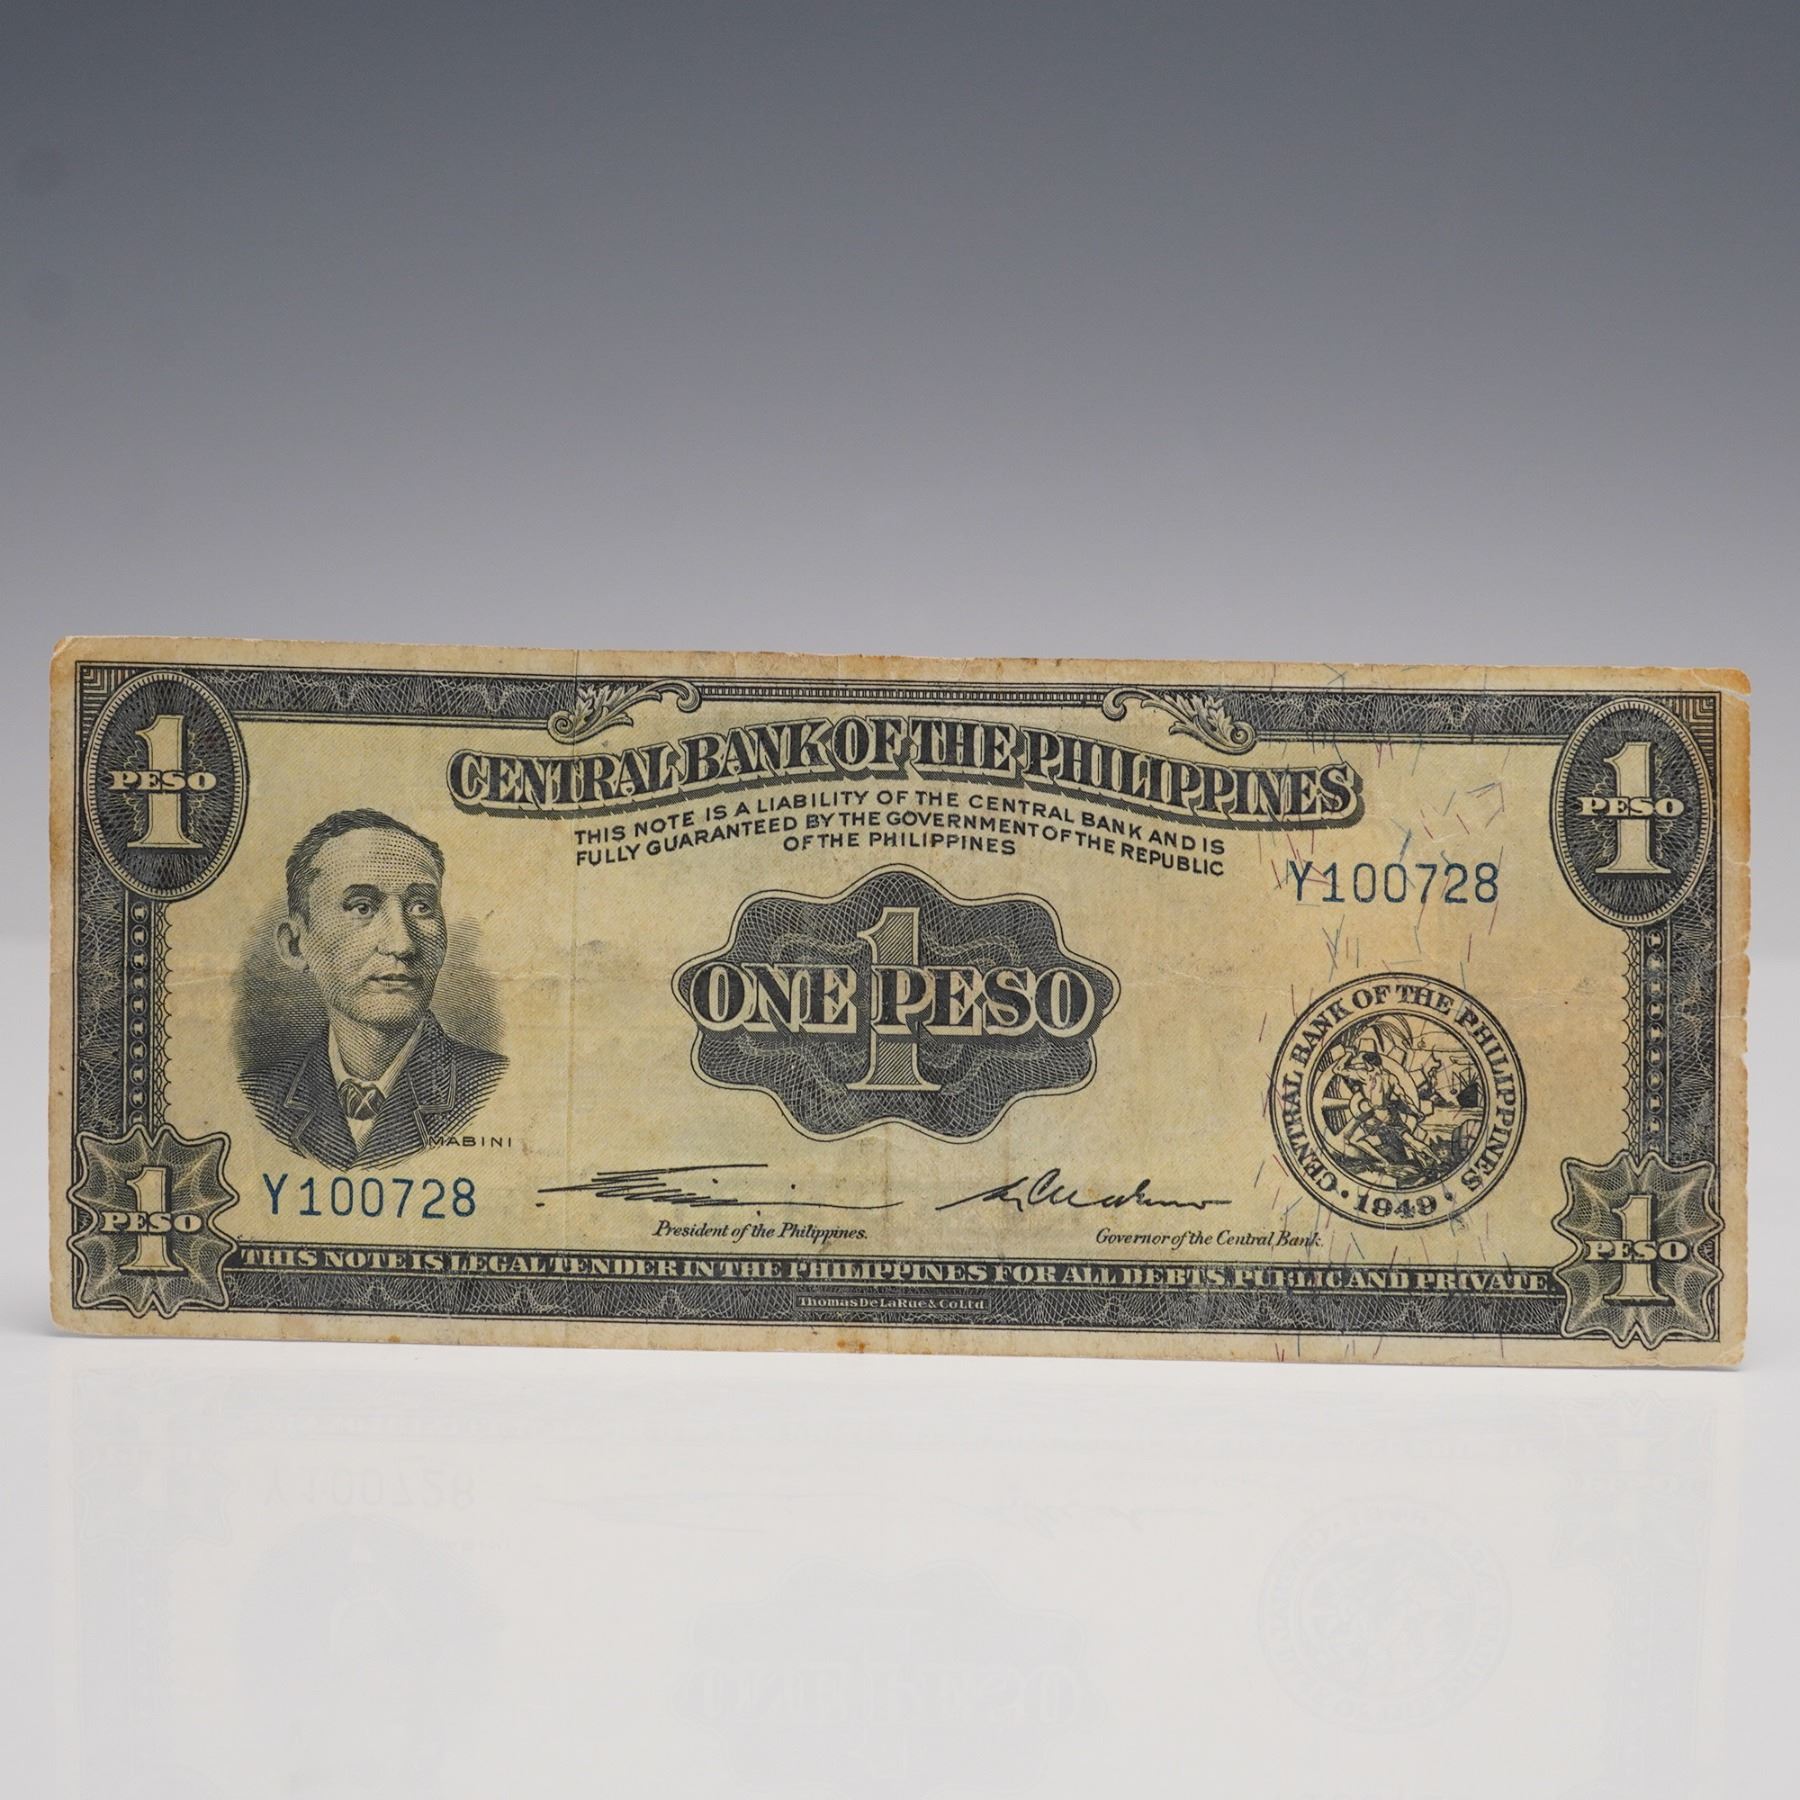 1
PESO
1
PESO
CENTRAL BANK OF THE PHILIPPINES
THIS NOTE IS A LIABILITY OF THE CENTRAL BANK AND IS
FULLY GUARANTEED BY THE GOVERNMENT OF THE REPUBLIC
OF THE PHILIPPINES
Y100728
1
ONE PESO
CENTRAL BANK OF THE PHILIPPINES
· 1949 ·
MABINI
Y100728
President of the Philippines.
Governor of the Central Bank.
1
PESO
1
PESO
THIS NOTE IS LEGAL TENDER IN THE PHILIPPINES FOR ALL DEBTS, PUBLIC AND PRIVATE.
Thomas De La Rue & Co Ltd